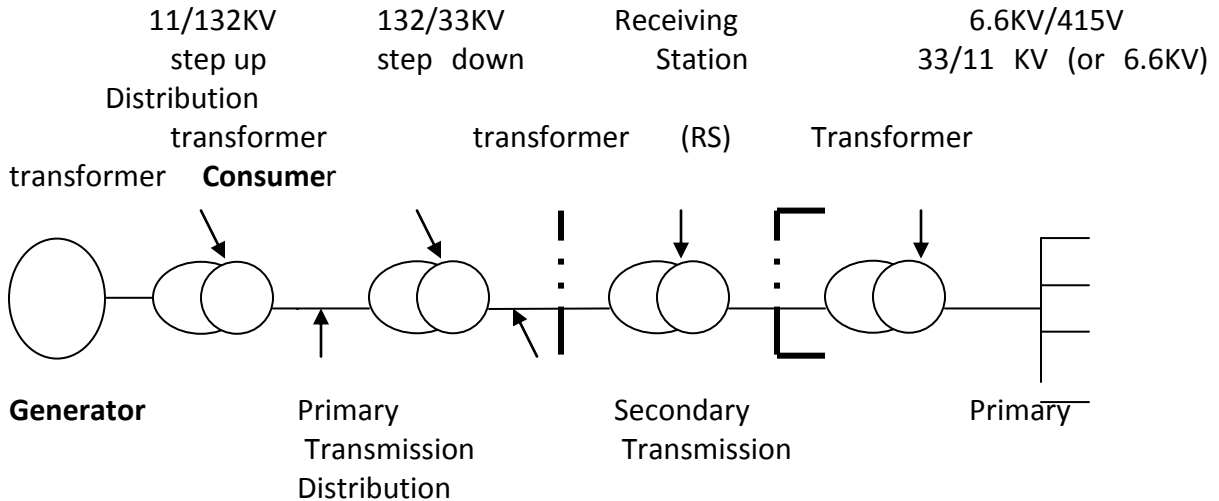 11/132KV 132/33KV Receiving 6.6KV/415V
step up step down Station 33/11 KV (or 6.6KV)
Distribution
transformer transformer (RS) Transformer
transformer Consumer
Generator Primary Secondary Primary
Transmission Transmission
Distribution